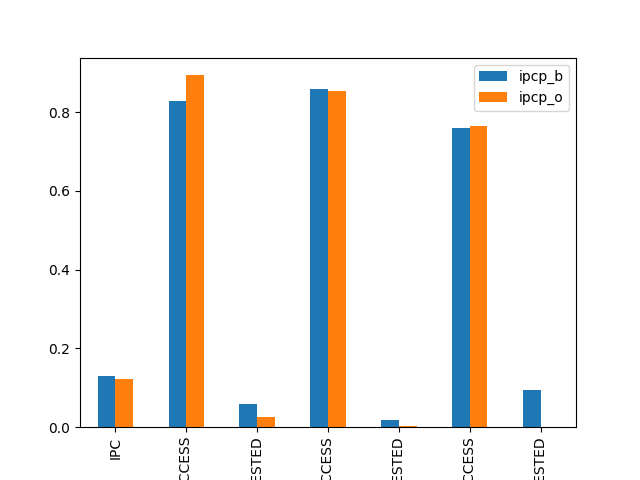 ipcp_b
ipcp_o
0.8
0.6
0.4
0.2
0.0
IPC
CCESS
ESTED
CCESS
ESTED
CCESS
ESTED